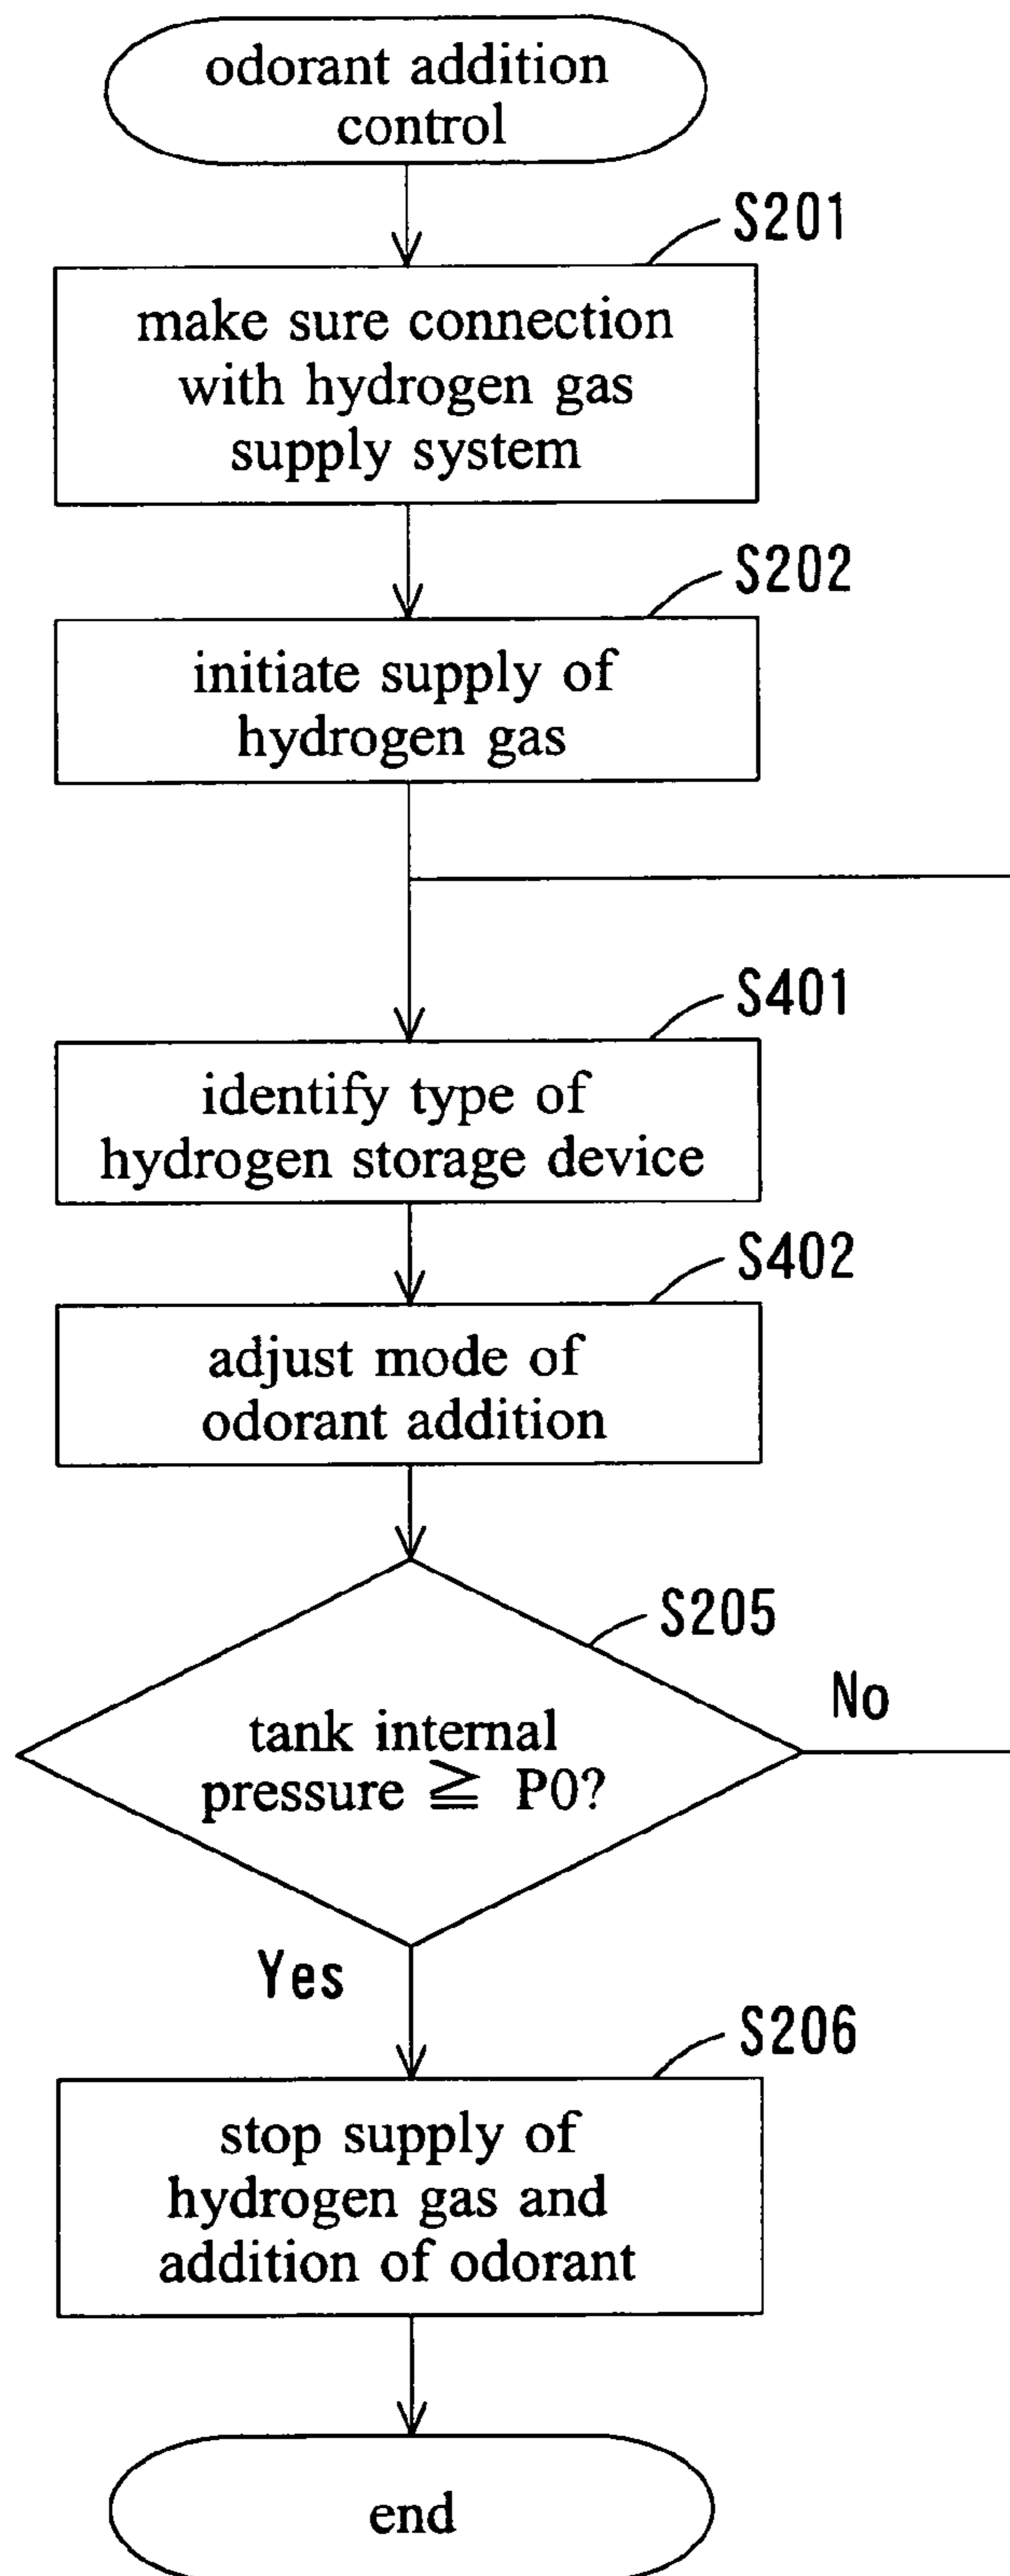 odorant addition
control
S201
make sure connection
with hydrogen gas
supply system
S202
initiate supply of
hydrogen gas
S401
identify type of
hydrogen storage device
S402
adjust mode of
odorant addition
S205
No
tank internal
pressure ≧ P0?
Yes
S206
stop supply of
hydrogen gas and
addition of odorant
end